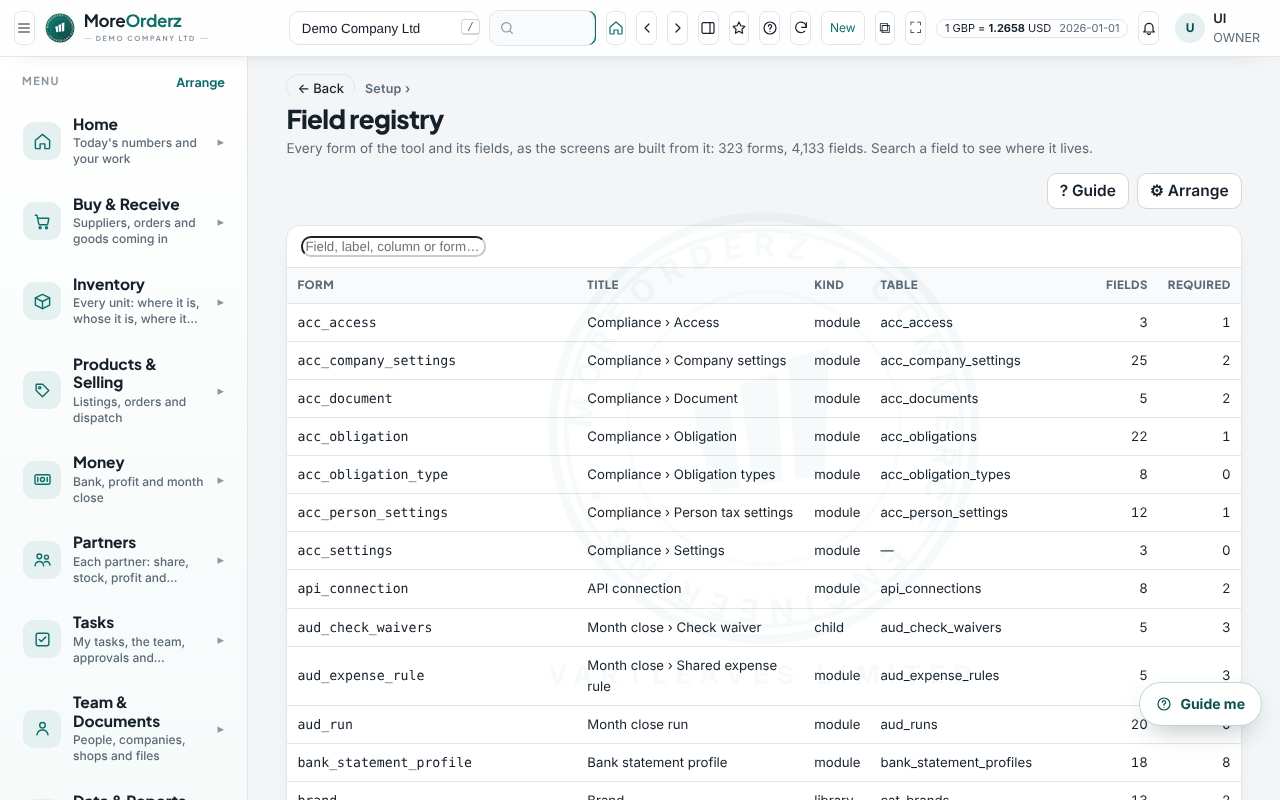 MoreOrderz
— DEMO COMPANY LTD —
Demo Company Ltd /
New
1 GBP = 1.2658 USD 2026-01-01
U
UI
OWNER
MENU
Arrange
Home
Today's numbers and
your work
Buy & Receive
Suppliers, orders and
goods coming in
Inventory
Every unit: where it is,
whose it is, where it...
Products &
Selling
Listings, orders and
dispatch
Money
Bank, profit and month
close
Partners
Each partner: share,
stock, profit and...
Tasks
My tasks, the team,
approvals and...
Team &
Documents
People, companies,
shops and files
Data & Reports
← Back
Setup ›
Field registry
Every form of the tool and its fields, as the screens are built from it: 323 forms, 4,133 fields. Search a field to see where it lives.
? Guide
⚙ Arrange
Field, label, column or form...
FORM TITLE KIND TABLE FIELDS REQUIRED
acc_access Compliance › Access module acc_access 3 1
acc_company_settings Compliance › Company settings module acc_company_settings 25 2
acc_document Compliance › Document module acc_documents 5 2
acc_obligation Compliance › Obligation module acc_obligations 22 1
acc_obligation_type Compliance › Obligation types module acc_obligation_types 8 0
acc_person_settings Compliance › Person tax settings module acc_person_settings 12 1
acc_settings Compliance › Settings module — 3 0
api_connection API connection module api_connections 8 2
aud_check_waivers Month close › Check waiver child aud_check_waivers 5 3
aud_expense_rule Month close › Shared expense rule module aud_expense_rules 5 3
aud_run Month close run module aud_runs 20
bank_statement_profile Bank statement profile module bank_statement_profiles 18 8
brand Brand library cat_brands 13 2
Guide me